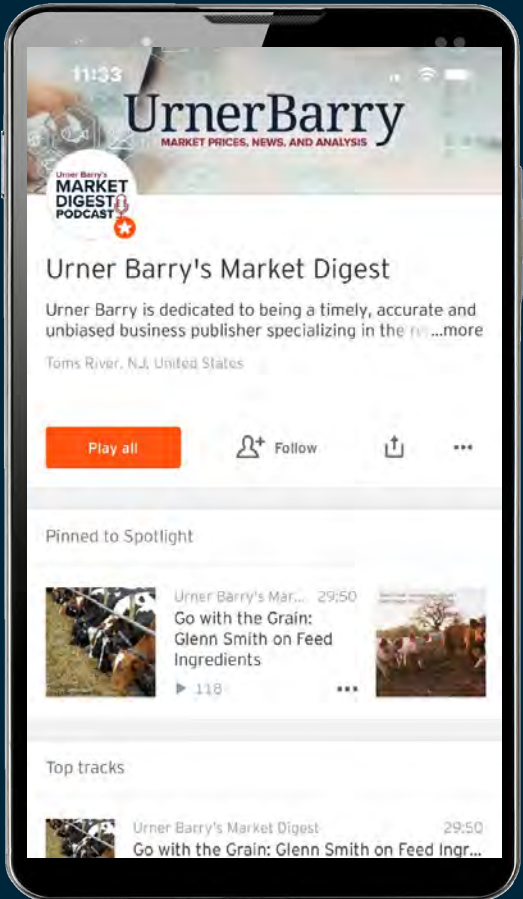 11:33
UrnerBarry
MARKET PRICES, NEWS, AND ANALYSIS
Urner Barry's
MARKET
DIGEST
PODCAST
Urner Barry's Market Digest
Urner Barry is dedicated to being a timely, accurate and
unbiased business publisher specializing in the ...more
Toms River, NJ, United States
Play all
Follow
Pinned to Spotlight
Urner Barry's Mar... 29:50
Go with the Grain:
Glenn Smith on Feed
Ingredients
118
Top tracks
Urner Barry's Market Digest 29:50
Go with the Grain: Glenn Smith on Feed Ingr...